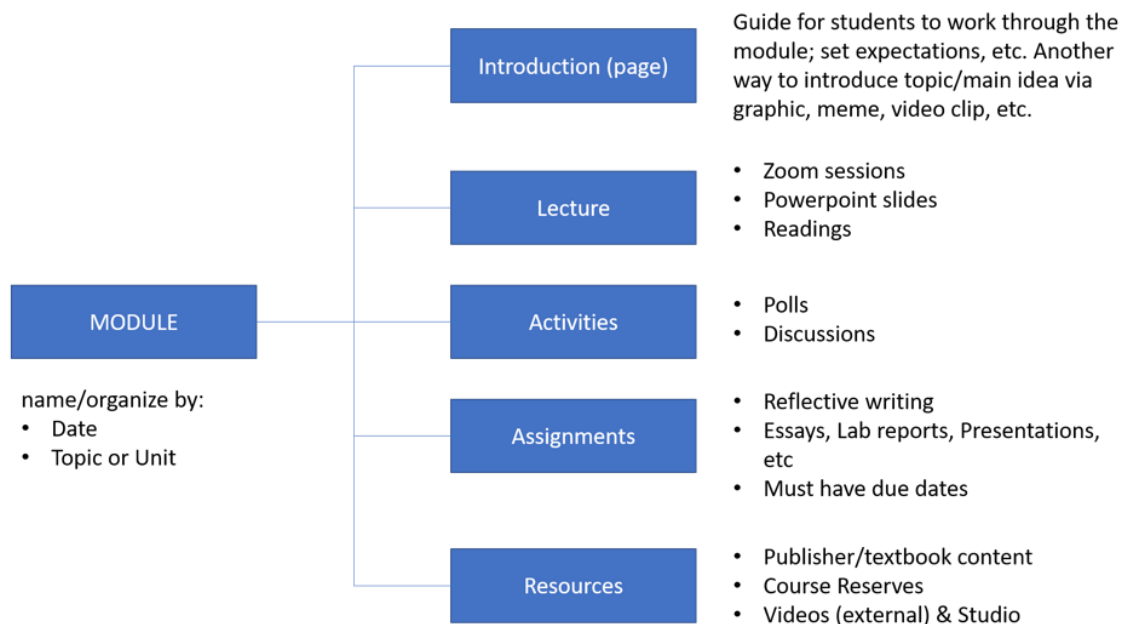 Introduction (page)
Guide for students to work through the
module; set expectations, etc. Another
way to introduce topic/main idea via
graphic, meme, video clip, etc.
Lecture
• Zoom sessions
• Powerpoint slides
• Readings
MODULE
name/organize by:
• Date
• Topic or Unit
Activities
• Polls
• Discussions
Assignments
• Reflective writing
• Essays, Lab reports, Presentations,
etc
• Must have due dates
Resources
• Publisher/textbook content
• Course Reserves
• Videos (external) & Studio